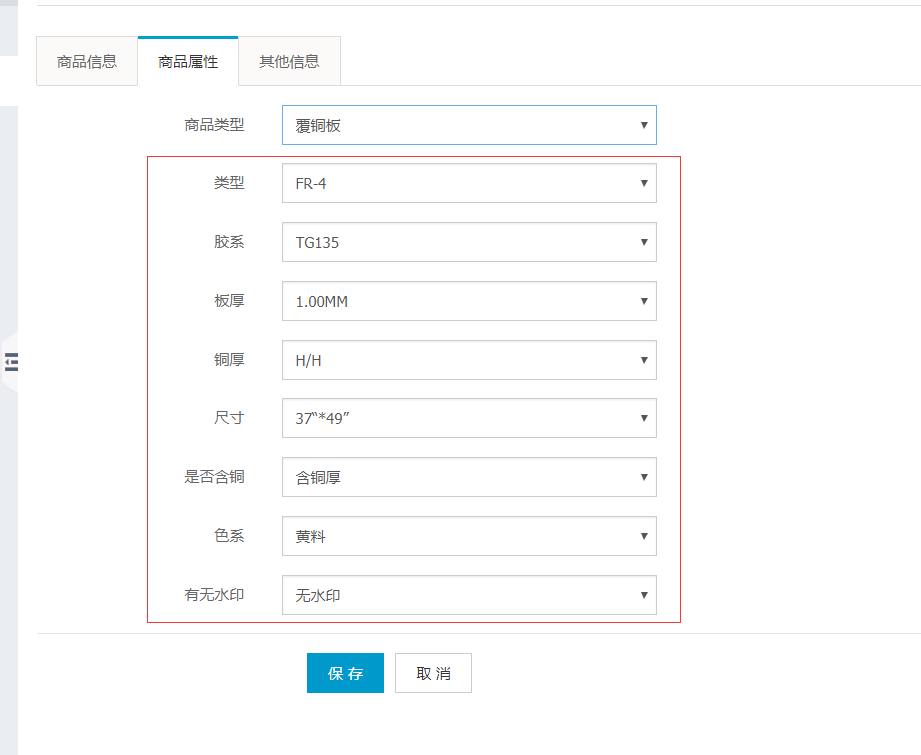 商品信息 商品属性 其他信息
商品类型 覆铜板
类型 FR-4
胶系 TG135
板厚 1.00MM
铜厚 H/H
尺寸 37“*49”
是否含铜 含铜厚
色系 黄料
有无水印 无水印
保 存 取 消